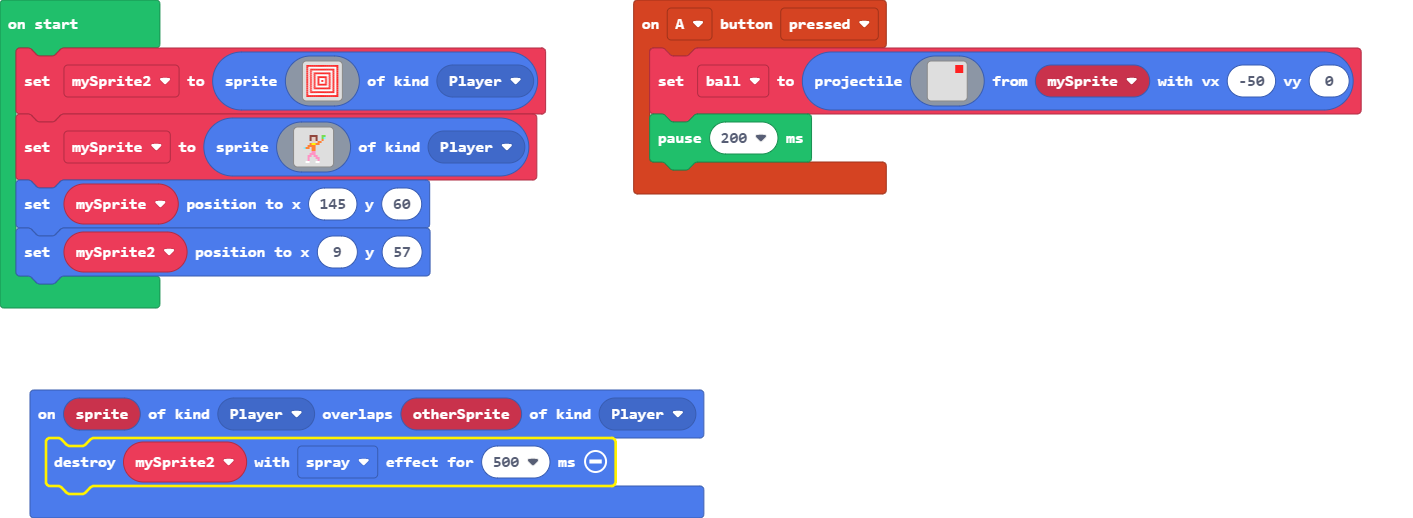 on start
set mySprite2 to sprite of kind Player
set mySprite to sprite of kind Player
set mySprite position to x 145 y 60
set mySprite2 position to x 9 y 57
on A button pressed
set ball to projectile from mySprite with vx -50 vy 0
pause 200 ms
on sprite of kind Player overlaps otherSprite of kind Player
destroy mySprite2 with spray effect for 500 ms